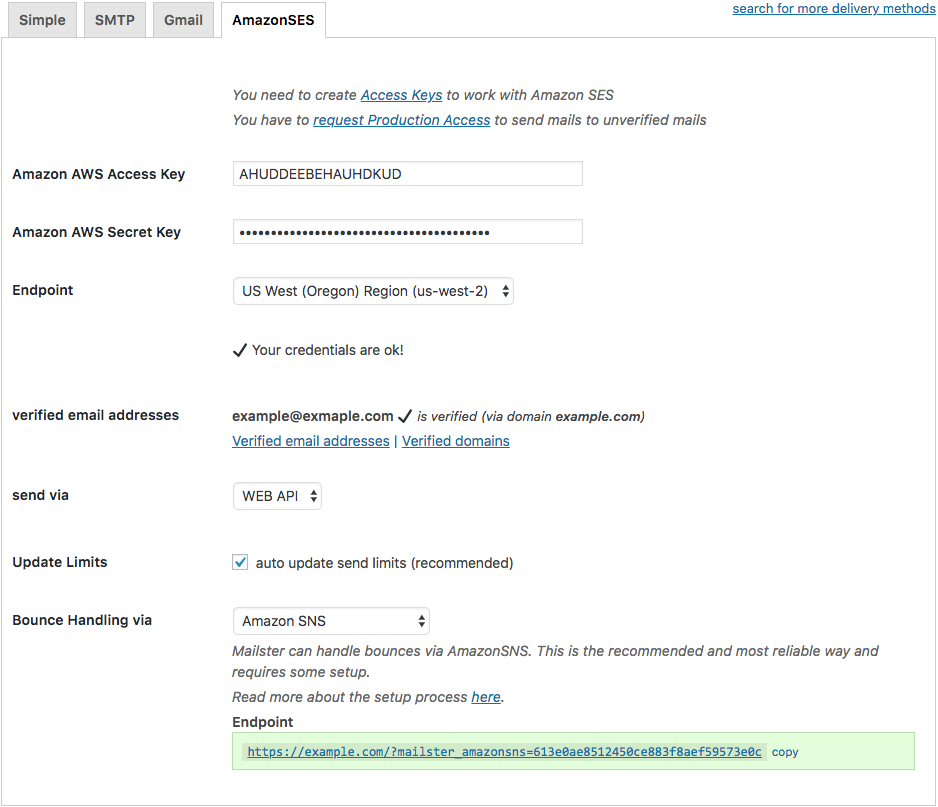 Simple SMTP Gmail AmazonSES search for more delivery methods
You need to create Access Keys to work with Amazon SES
You have to request Production Access to send mails to unverified mails
Amazon AWS Access Key AHUDDEEBEHAUHDKUD
Amazon AWS Secret Key ••••••••••••••••••••••••••••••••••••••••
Endpoint US West (Oregon) Region (us-west-2)
✔ Your credentials are ok!
verified email addresses example@exmaple.com ✔ is verified (via domain example.com)
Verified email addresses | Verified domains
send via WEB API
Update Limits auto update send limits (recommended)
Bounce Handling via Amazon SNS
Mailster can handle bounces via AmazonSNS. This is the recommended and most reliable way and
requires some setup.
Read more about the setup process here.
Endpoint
https://example.com/?mailster_amazonsns=613e0ae8512450ce883f8aef59573e0c copy